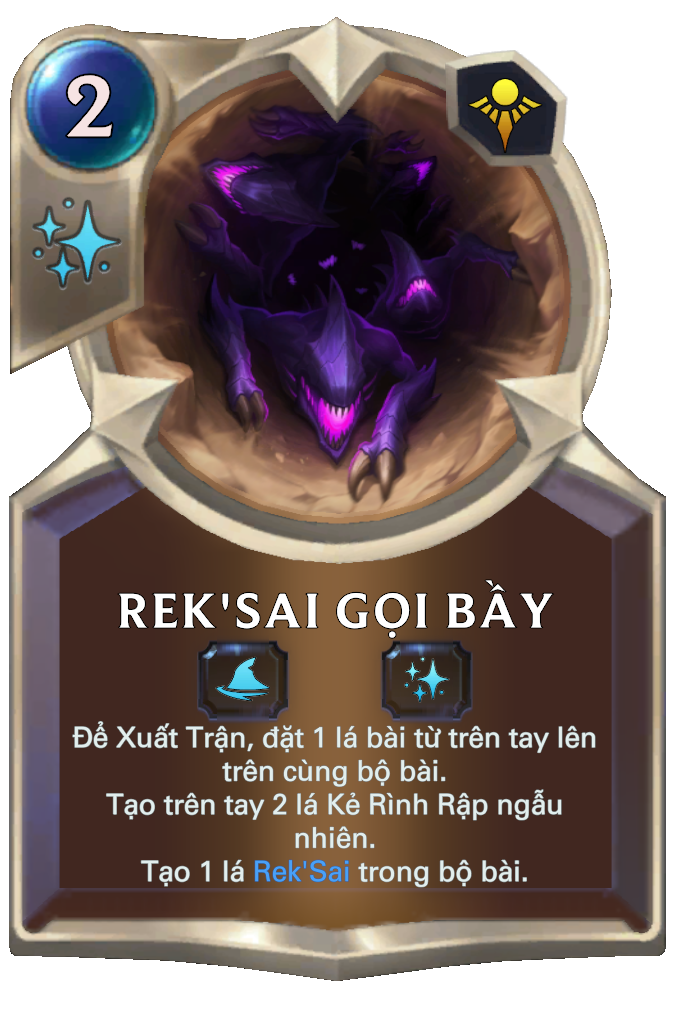 2
REK'SAI GỌI BẦY
Để Xuất Trận, đặt 1 lá bài từ trên tay lên
trên cùng bộ bài.
Tạo trên tay 2 lá Kẻ Rình Rập ngẫu
nhiên.
Tạo 1 lá Rek'Sai trong bộ bài.